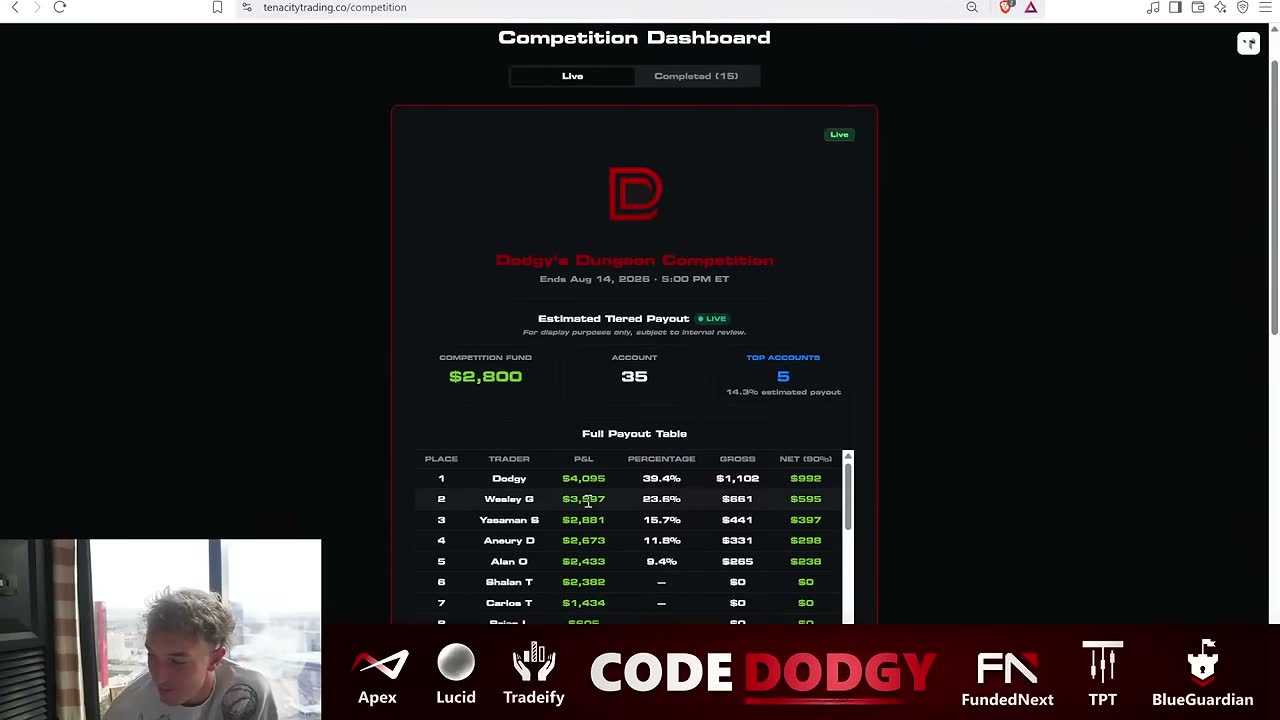 tenacitytrading.co/competition
Competition Dashboard
Live
Completed (15)
Live
Dodgy's Dungeon Competition
Ends Aug 14, 2026 · 5:00 PM ET
Estimated Tiered Payout
LIVE
For display purposes only, subject to internal review.
COMPETITION FUND
ACCOUNT
TOP ACCOUNTS
$2,800
35
5
14.3% estimated payout
Full Payout Table
PLACE TRADER P&L PERCENTAGE GROSS NET (90%)
1 Dodgy $4,095 39.4% $1,102 $992
2 Wesley G 23.6% $661 $595
3 Yasaman S $2,881 15.7% $441 $397
4 Aneury D $2,673 11.8% $331 $298
5 Alan O $2,433 9.4% $265 $238
6 Shalan T $2,382 — $0 $0
7 Carlos T $1,434 — $0 $0
Apex
Lucid
Tradeify
CODE DODGY
FN
FundedNext
TPT
BlueGuardian